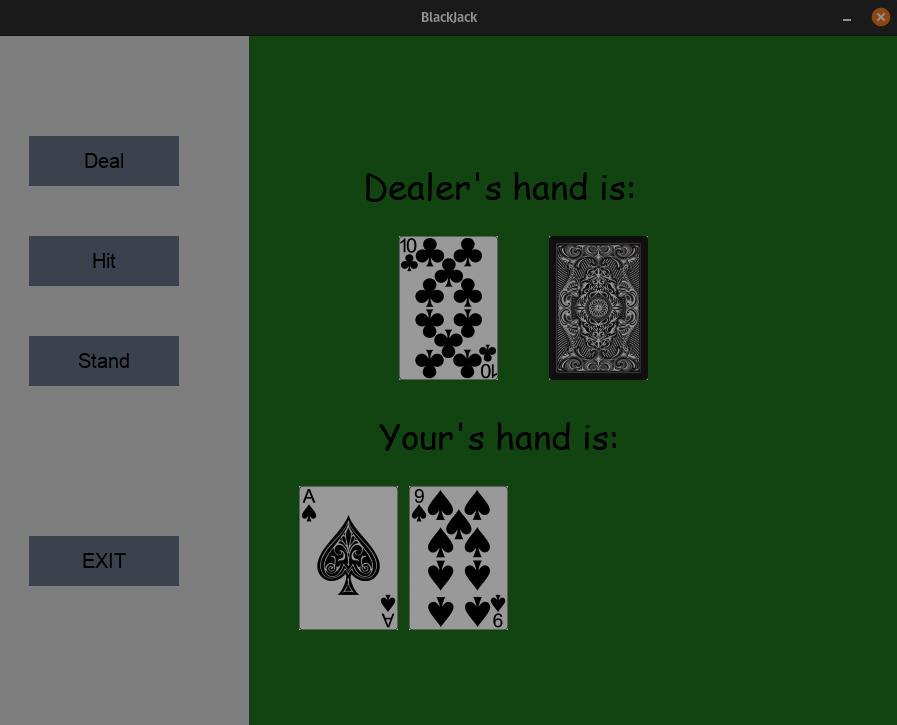 BlackJack
Deal
Hit
Stand
EXIT
Dealer's hand is:
10
10
Your's hand is:
A
A
9
9